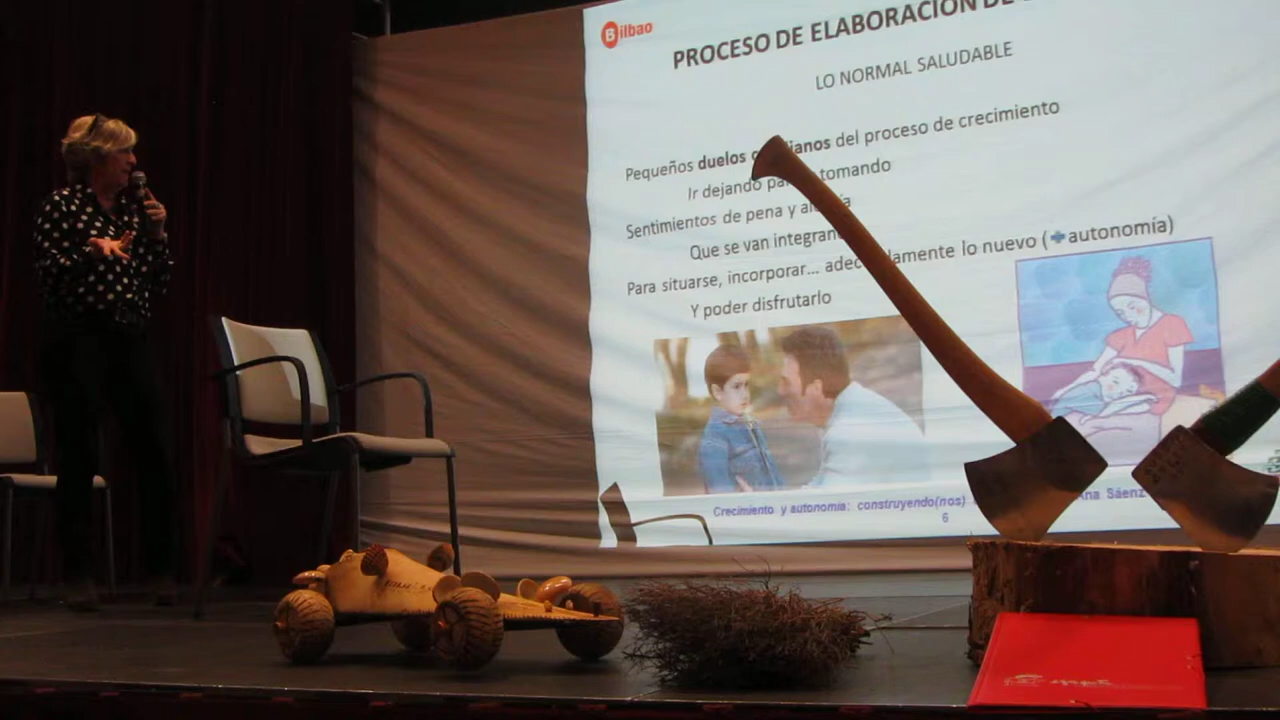 Bilbao
PROCESO DE ELABORACIÓN DE
LO NORMAL SALUDABLE
Pequeños duelos del proceso de crecimiento
Ir dejando tomando
Sentimientos de pena y
Que se van
Para situarse, incorporar... lo nuevo (+autonomía)
Y poder disfrutarlo
Crecimiento y autonomía: construyendo(nos) Ana Sáenz
6